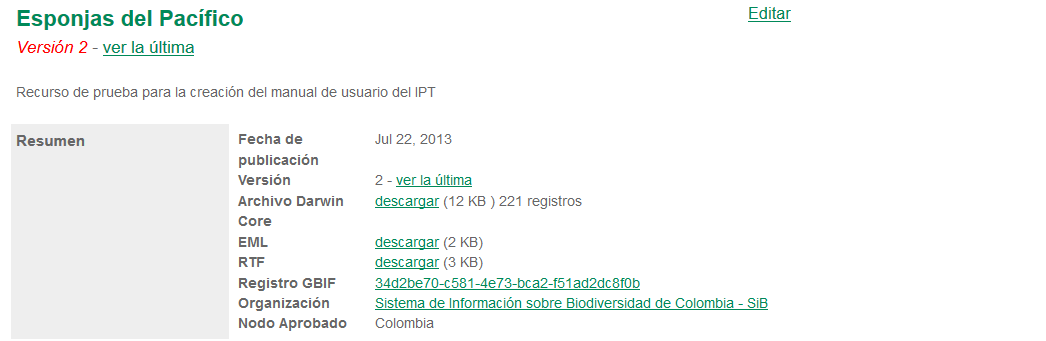 Esponjas del Pacífico
Editar
Versión 2 - ver la última
Recurso de prueba para la creación del manual de usuario del IPT
Resumen
Fecha de publicación Jul 22, 2013
Versión 2 - ver la última
Archivo Darwin Core descargar (12 KB ) 221 registros
EML descargar (2 KB)
RTF descargar (3 KB)
Registro GBIF 34d2be70-c581-4e73-bca2-f51ad2dc8f0b
Organización Sistema de Información sobre Biodiversidad de Colombia - SiB
Nodo Aprobado Colombia